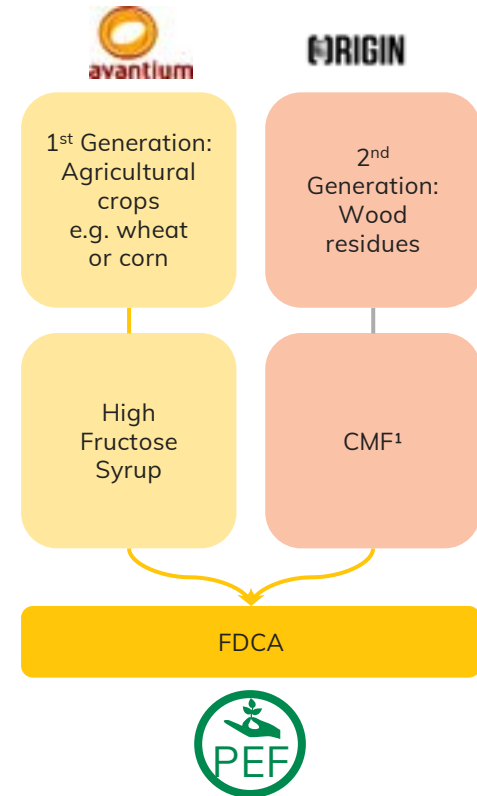 avantium
ORIGIN
1st Generation:
Agricultural
crops
e.g. wheat
or corn
2nd
Generation:
Wood
residues
High
Fructose
Syrup
CMF¹
FDCA
PEF